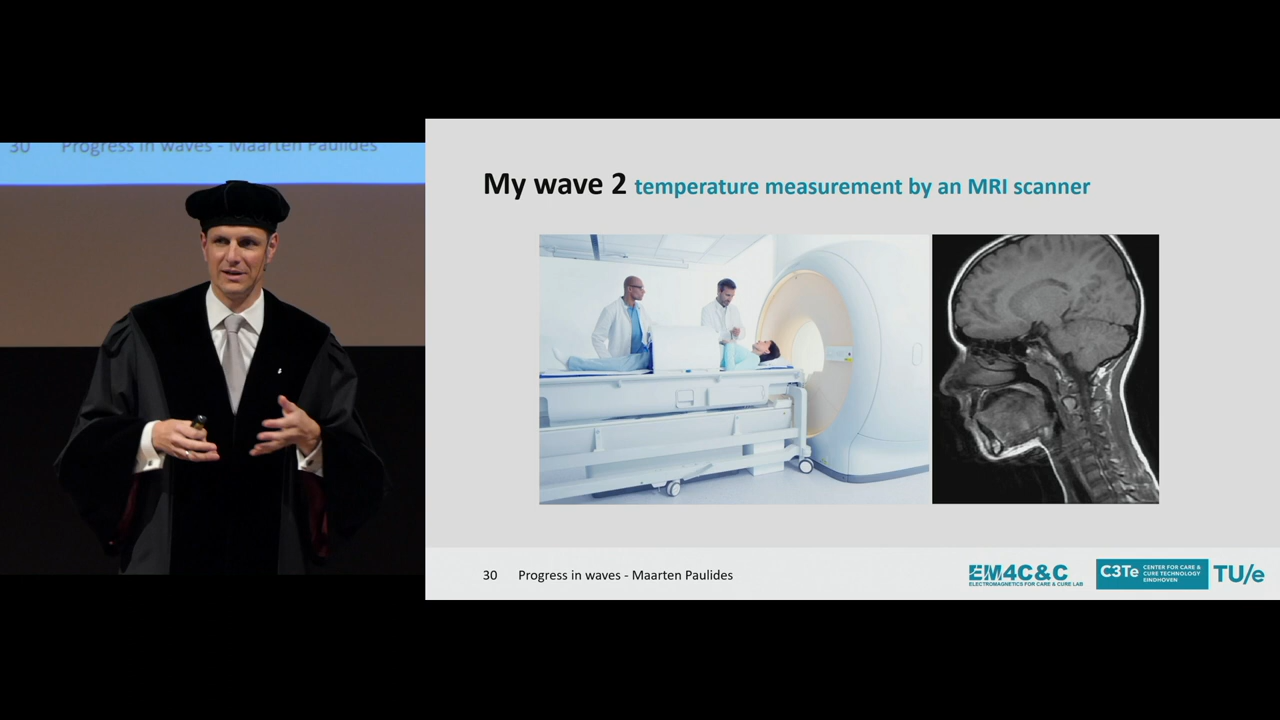 30 Progress in waves - Maarten Paulides
My wave 2 temperature measurement by an MRI scanner
30 Progress in waves - Maarten Paulides
EM4C&C
ELECTROMAGNETICS FOR CARE & CURE LAB
C3Te
CENTER FOR CARE &
CURE TECHNOLOGY
EINDHOVEN
TU/e